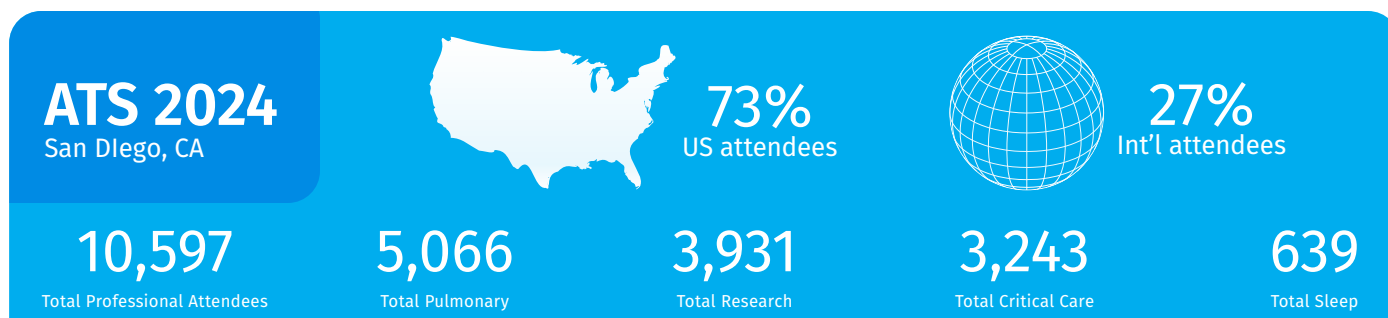 ATS 2024
San DIego, CA
73%
US attendees
27%
Int'l attendees
10,597
Total Professional Attendees
5,066
Total Pulmonary
3,931
Total Research
3,243
Total Critical Care
639
Total Sleep